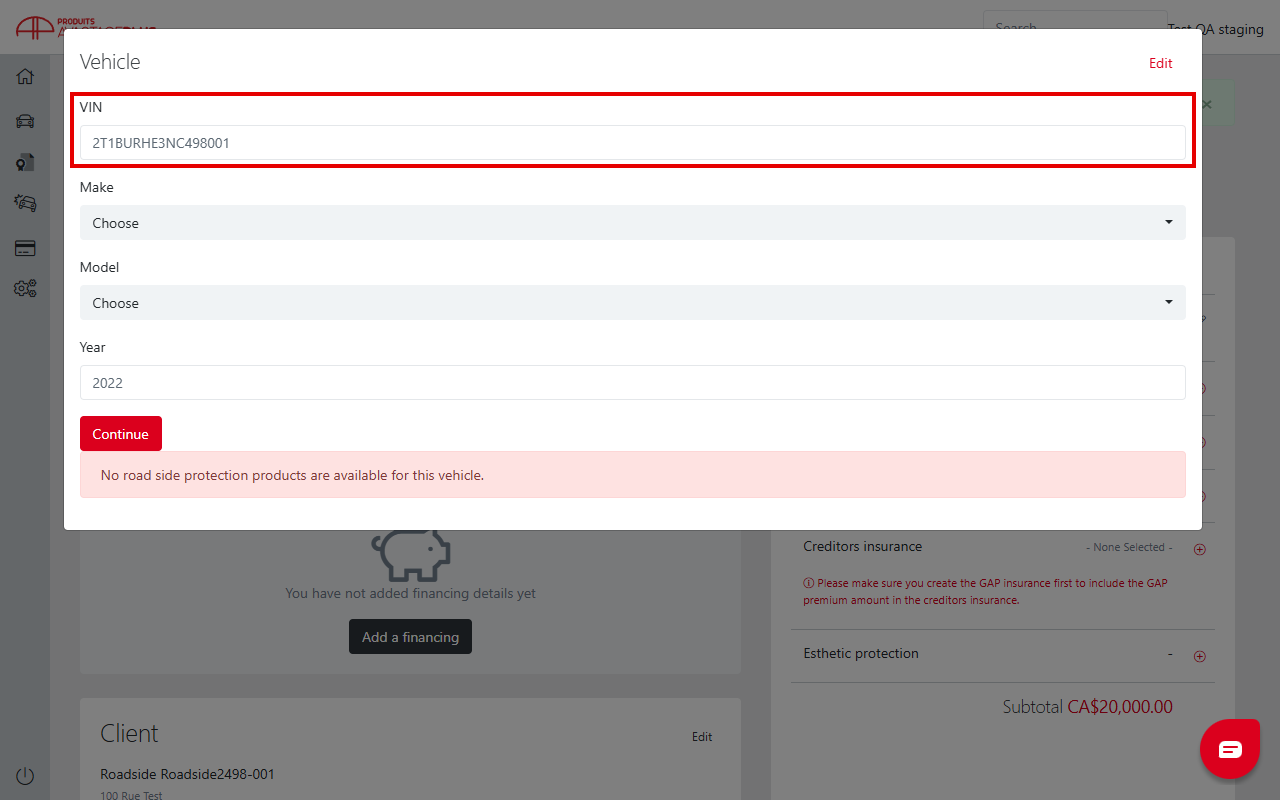 PRODUITS
Search
Test QA staging
Vehicle
Edit
VIN
2T1BURHE3NC498001
Make
Choose
Model
Choose
Year
2022
Continue
No road side protection products are available for this vehicle.
You have not added financing details yet
Add a financing
Creditors insurance
- None Selected -
Please make sure you create the GAP insurance first to include the GAP
premium amount in the creditors insurance.
Esthetic protection
-
Subtotal CA$20,000.00
Client
Edit
Roadside Roadside2498-001
100 Rue Test